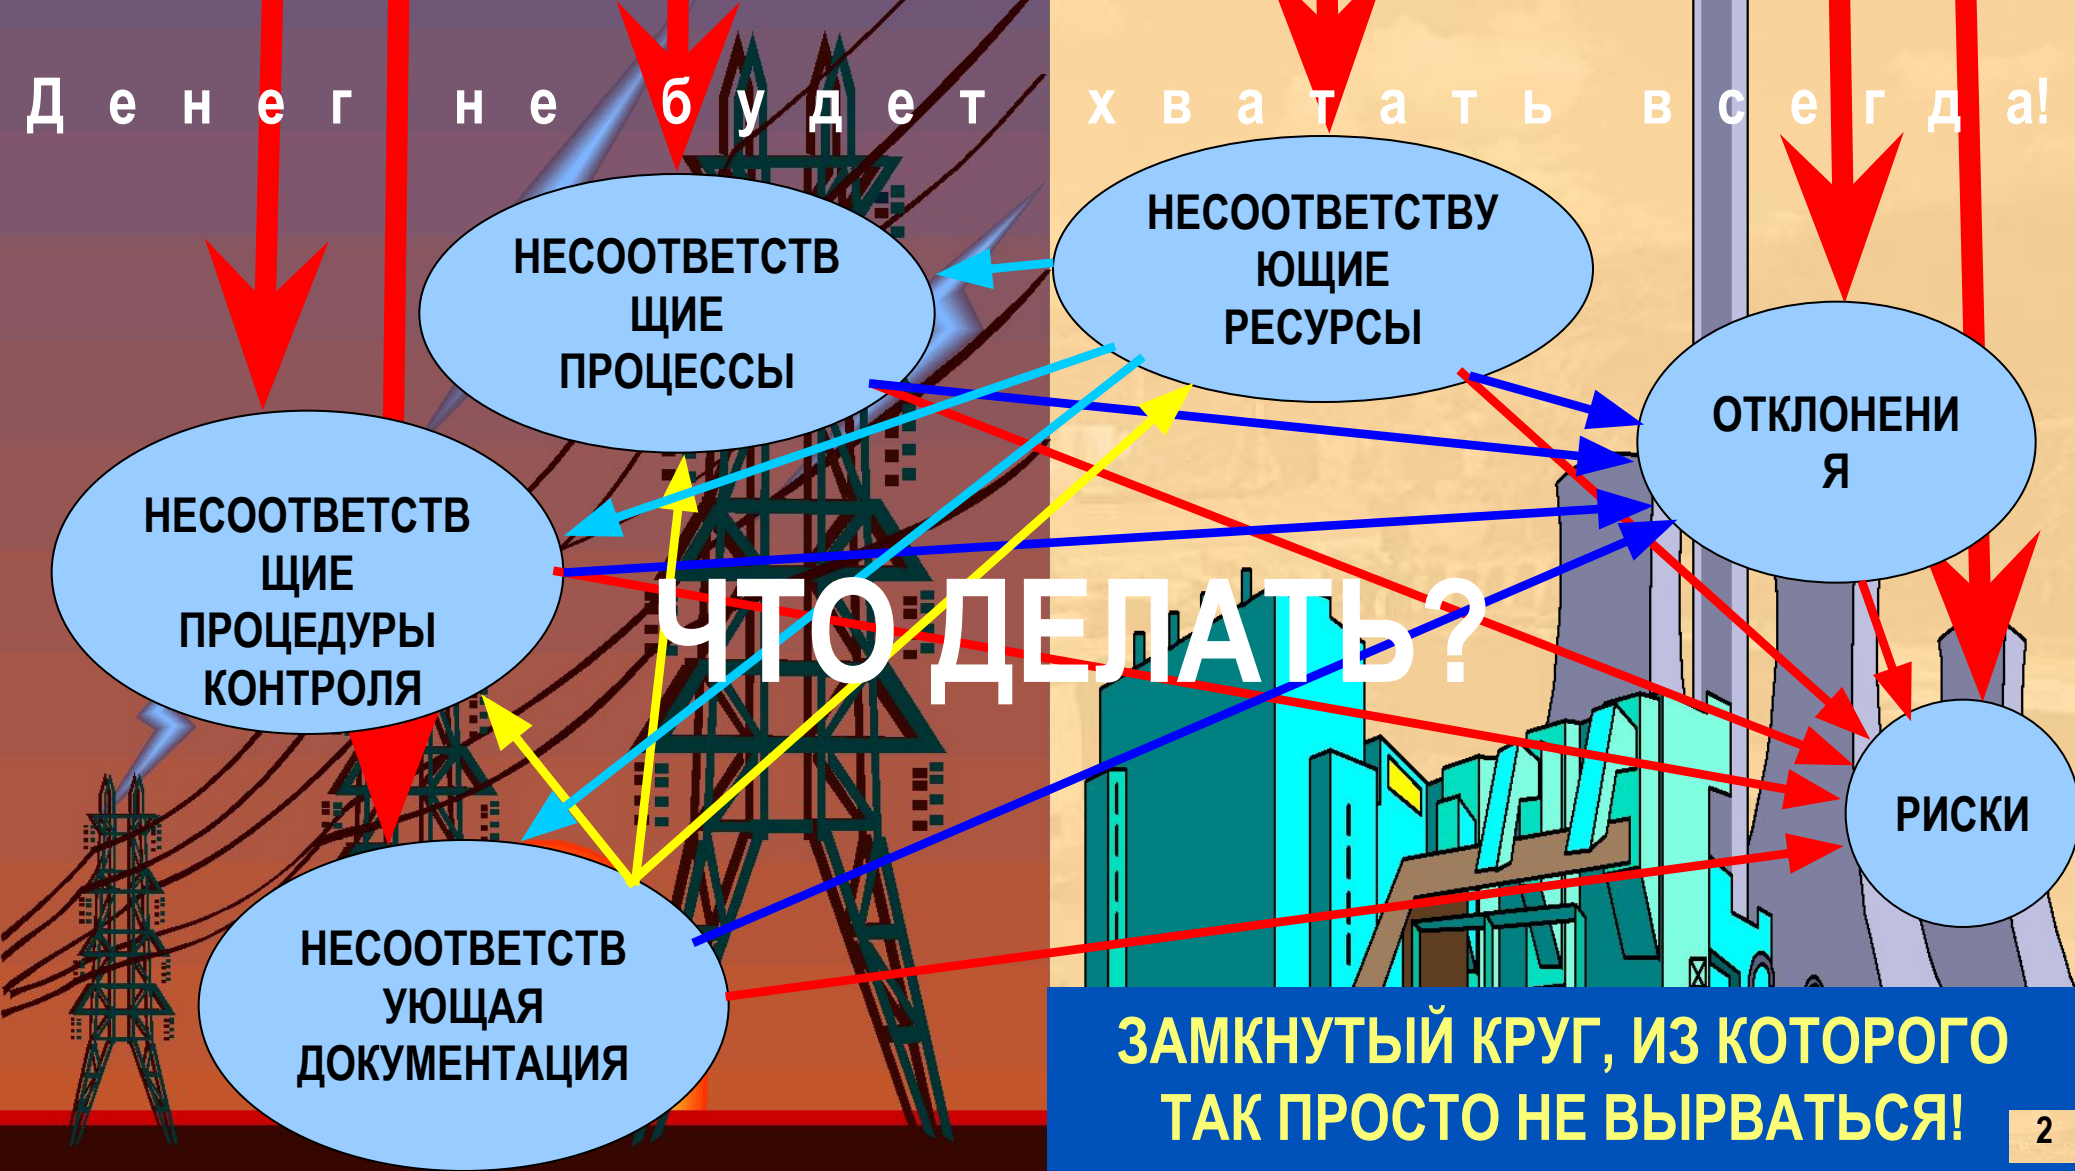 Денег не будет хватать всегда!
НЕСООТВЕТСТВ
ЩИЕ
ПРОЦЕССЫ
НЕСООТВЕТСТВУ
ЮЩИЕ
РЕСУРСЫ
ОТКЛОНЕНИ
Я
НЕСООТВЕТСТВ
ЩИЕ
ПРОЦЕДУРЫ
КОНТРОЛЯ
ЧТО ДЕЛАТЬ?
РИСКИ
НЕСООТВЕТСТВ
УЮЩАЯ
ДОКУМЕНТАЦИЯ
ЗАМКНУТЫЙ КРУГ, ИЗ КОТОРОГО
ТАК ПРОСТО НЕ ВЫРВАТЬСЯ!
2